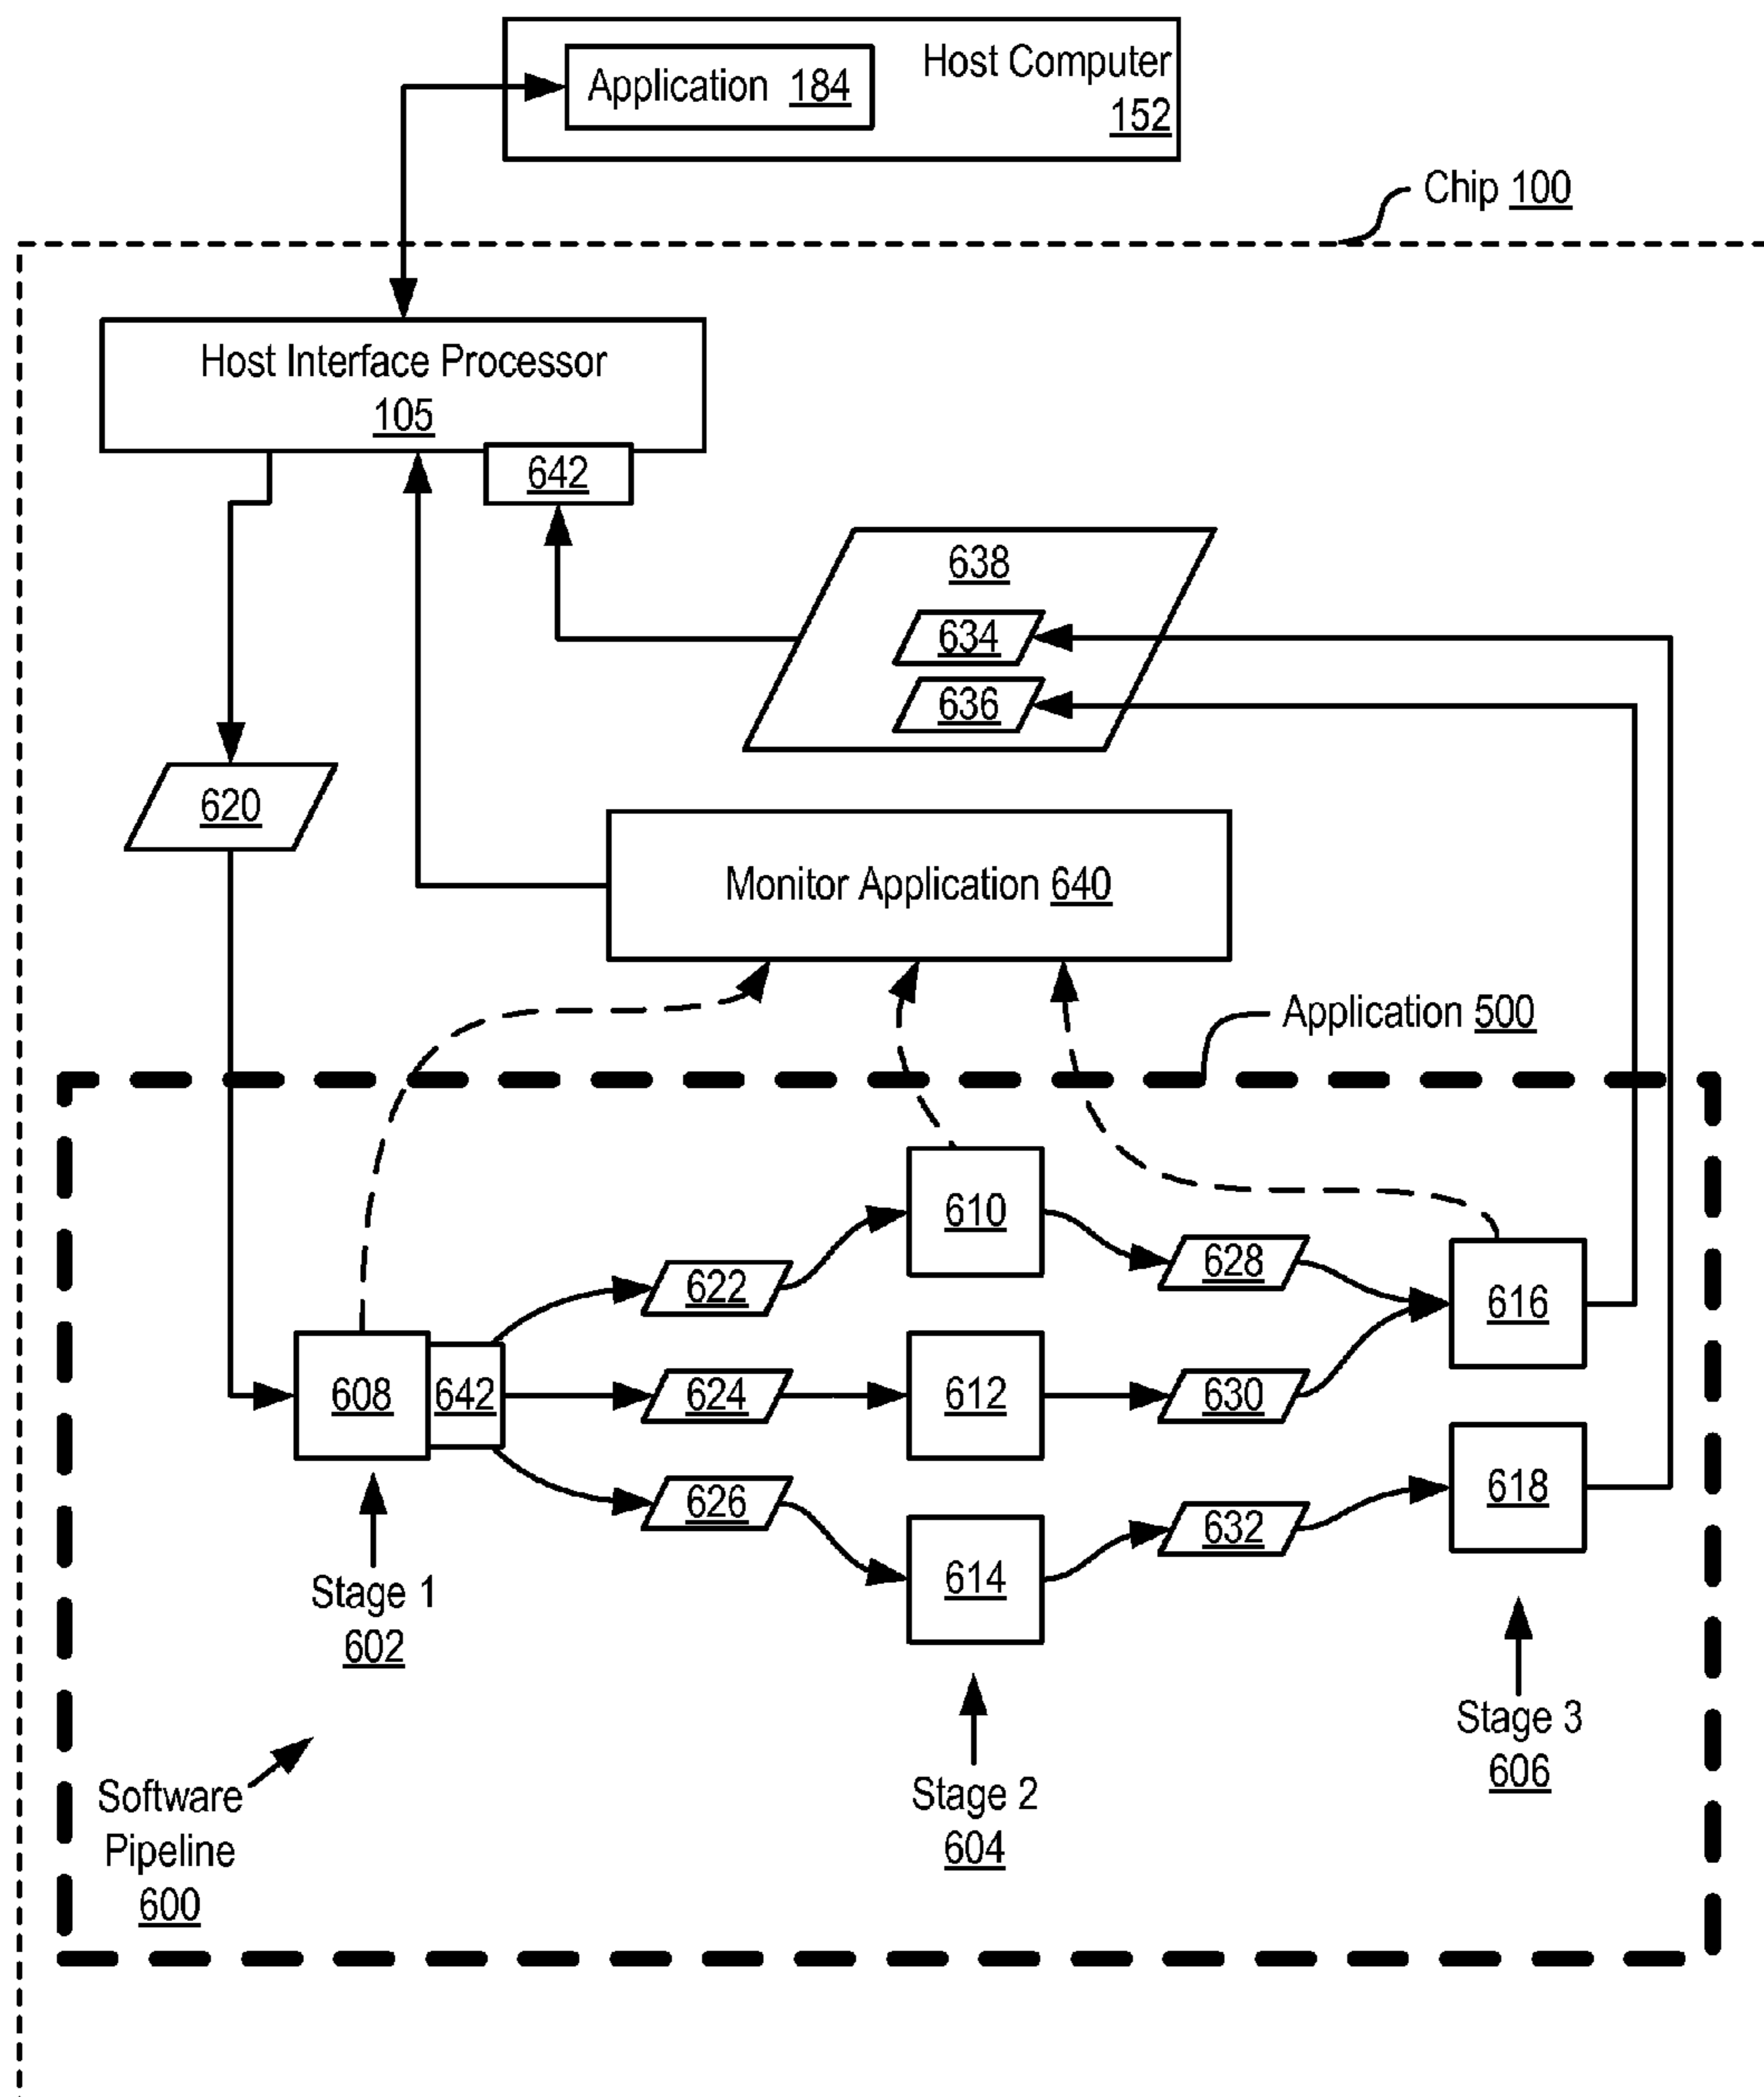 Host Computer
Application 184
152
Chip 100
Host Interface Processor
105
642
638
634
636
620
Monitor Application 640
Application 500
610
628
622
616
608
642
624
612
630
626
632
618
614
Stage 1
602
Stage 2
604
Stage 3
606
Software
Pipeline
600